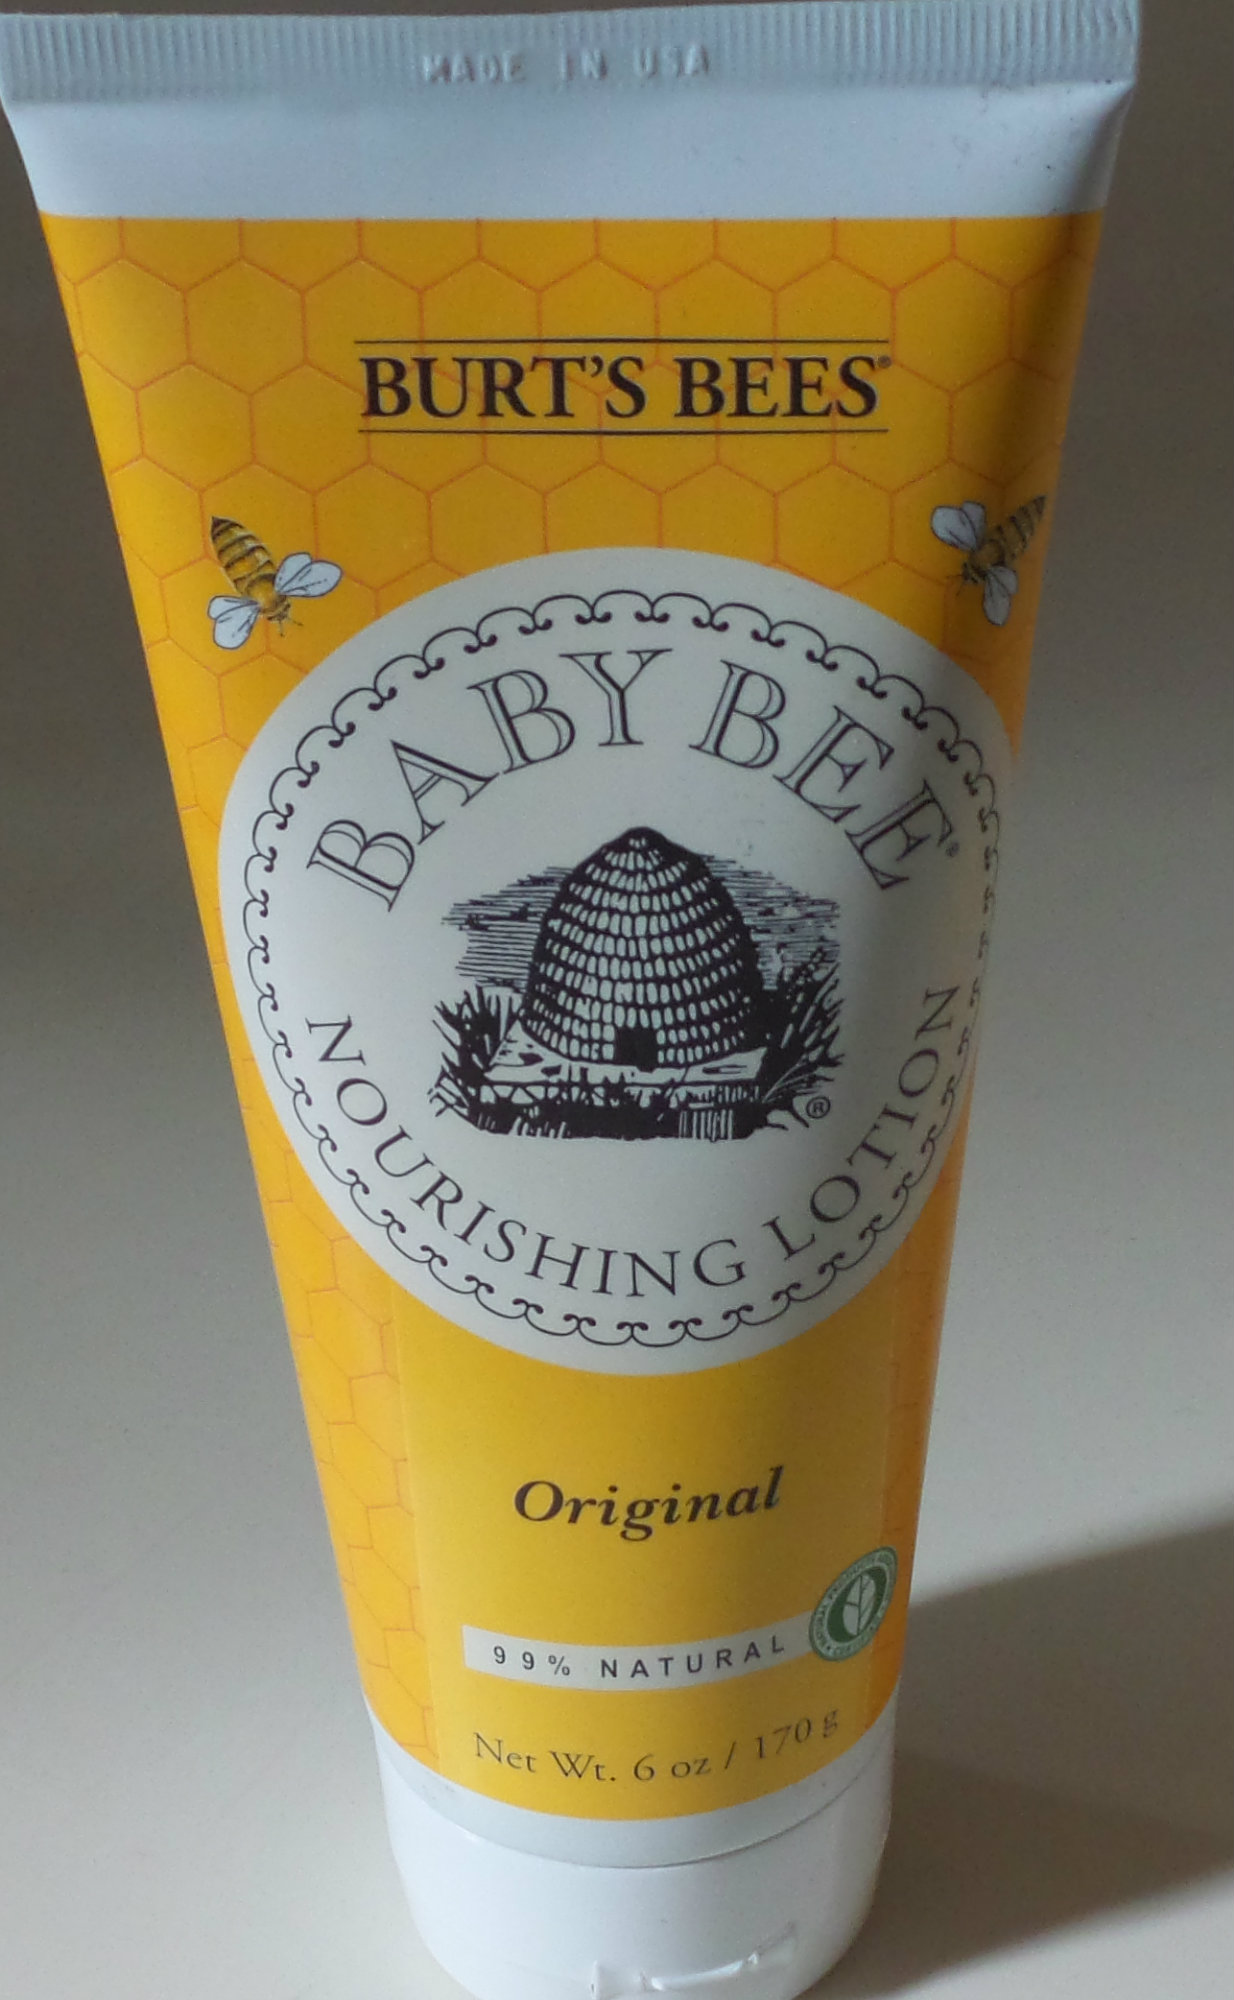 MADE IN USA
BURT'S BEES®
BABY BEE®
®
NOURISHING LOTION
Original
99% NATURAL
Net Wt. 6 oz / 170 g